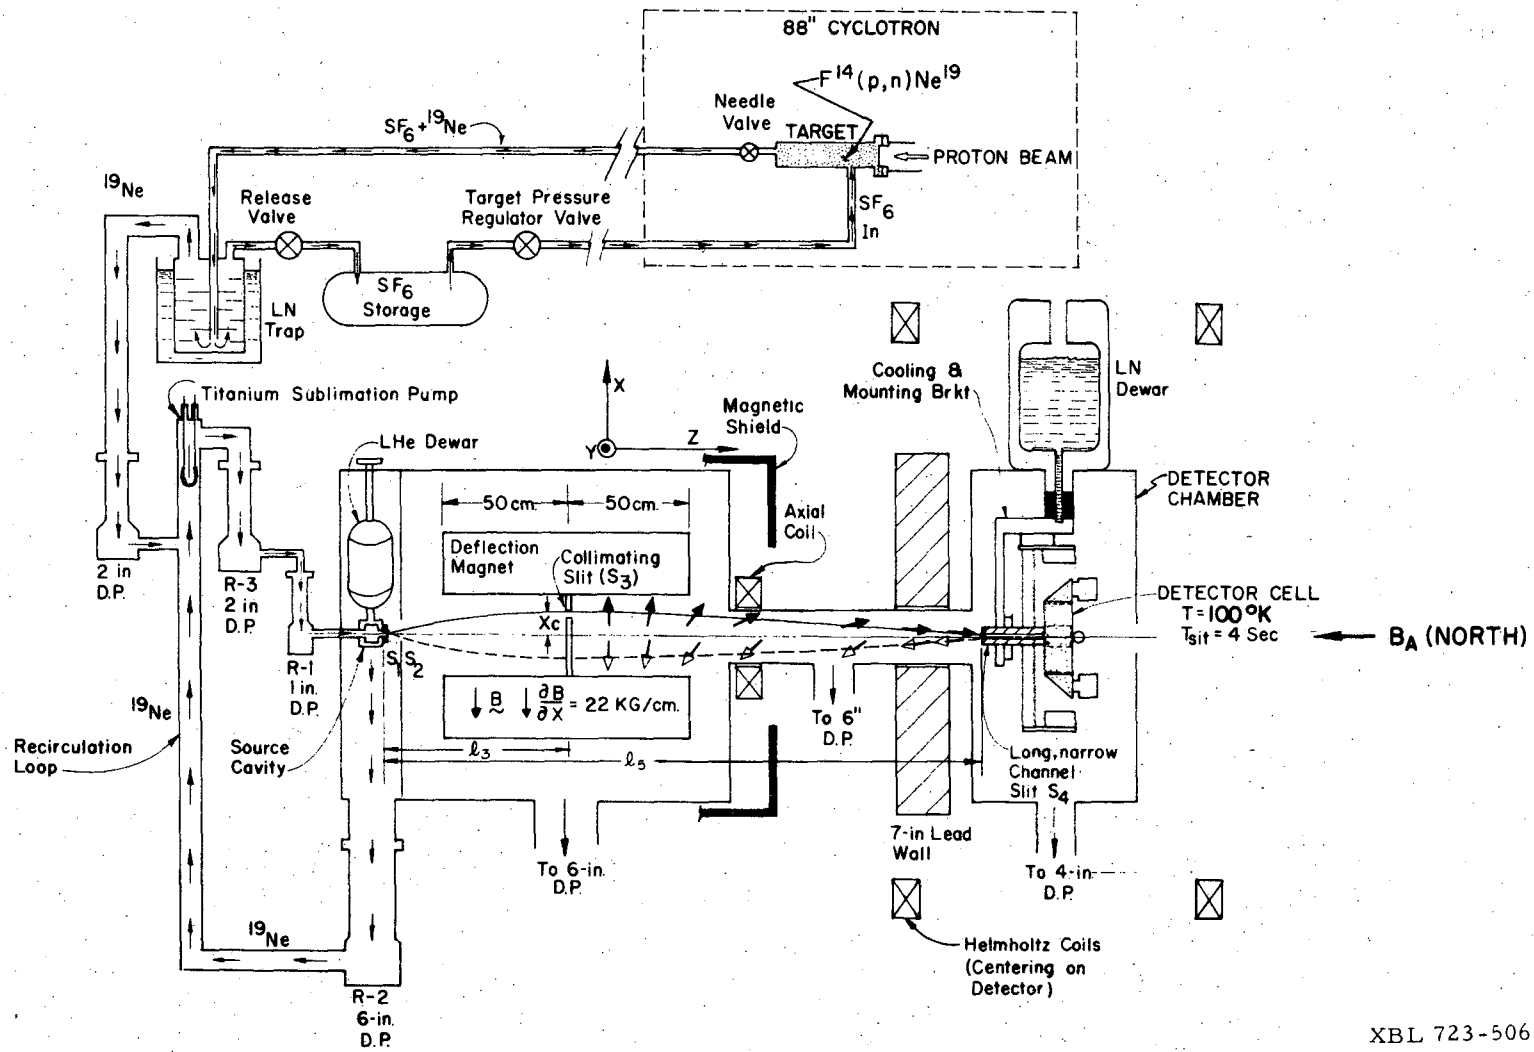 88" CYCLOTRON
F¹⁴(p,n)Ne¹⁹
Needle
Valve
TARGET
PROTON BEAM
SF₆ + ¹⁹Ne
SF₆
In
¹⁹Ne
Release
Valve
Target Pressure
Regulator Valve
SF₆
Storage
LN
Trap
Titanium Sublimation Pump
LHe Dewar
X
Y
Z
Magnetic
Shield
Cooling &
Mounting Brkt
LN
Dewar
DETECTOR
CHAMBER
50 cm.
50 cm.
Axial
Coil
Deflection
Magnet
Collimating
Slit (S₃)
Xc
2 in
D.P.
R-3
2 in
D.P.
R-1
1 in.
D.P.
S₁
S₂
DETECTOR CELL
T = 100°K
Tsit = 4 Sec
B_A (NORTH)
B
∂B/∂X = 22 KG/cm.
ℓ₃
ℓ₅
To 6"
D.P.
¹⁹Ne
Recirculation
Loop
Source
Cavity
Long, narrow
Channel
Slit S₄
7-in Lead
Wall
To 6-in.
D.P.
To 4-in
D.P.
¹⁹Ne
R-2
6-in.
D.P.
Helmholtz Coils
(Centering on
Detector)
XBL 723-506